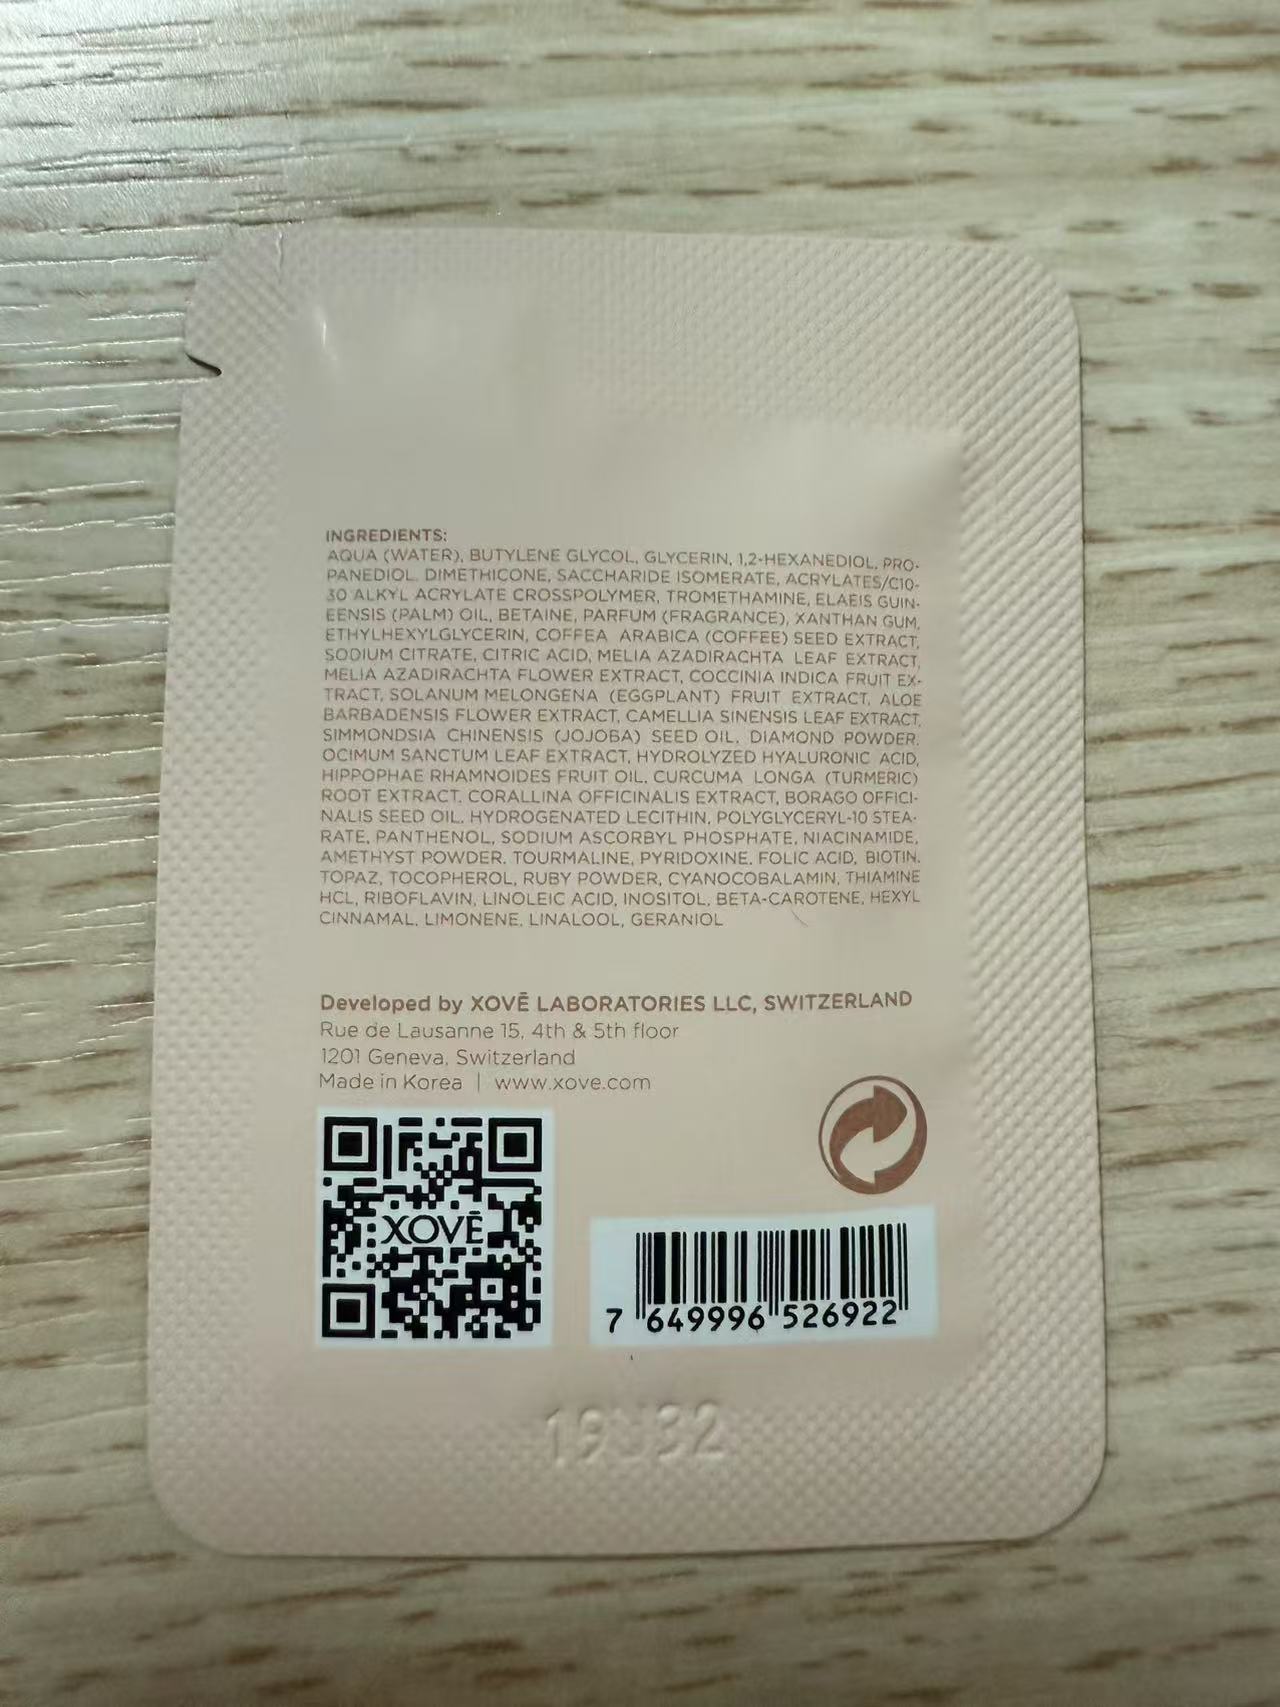 INGREDIENTS:
AQUA (WATER), BUTYLENE GLYCOL, GLYCERIN, 1,2-HEXANEDIOL, PRO-
PANEDIOL, DIMETHICONE, SACCHARIDE ISOMERATE, ACRYLATES/C10-
30 ALKYL ACRYLATE CROSSPOLYMER, TROMETHAMINE, ELAEIS GUIN-
EENSIS (PALM) OIL, BETAINE, PARFUM (FRAGRANCE), XANTHAN GUM,
ETHYLHEXYLGLYCERIN, COFFEA ARABICA (COFFEE) SEED EXTRACT,
SODIUM CITRATE, CITRIC ACID, MELIA AZADIRACHTA LEAF EXTRACT,
MELIA AZADIRACHTA FLOWER EXTRACT, COCCINIA INDICA FRUIT EX-
TRACT, SOLANUM MELONGENA (EGGPLANT) FRUIT EXTRACT, ALOE
BARBADENSIS FLOWER EXTRACT, CAMELLIA SINENSIS LEAF EXTRACT,
SIMMONDSIA CHINENSIS (JOJOBA) SEED OIL, DIAMOND POWDER,
OCIMUM SANCTUM LEAF EXTRACT, HYDROLYZED HYALURONIC ACID,
HIPPOPHAE RHAMNOIDES FRUIT OIL, CURCUMA LONGA (TURMERIC)
ROOT EXTRACT, CORALLINA OFFICINALIS EXTRACT, BORAGO OFFICI-
NALIS SEED OIL, HYDROGENATED LECITHIN, POLYGLYCERYL-10 STEA-
RATE, PANTHENOL, SODIUM ASCORBYL PHOSPHATE, NIACINAMIDE,
AMETHYST POWDER, TOURMALINE, PYRIDOXINE, FOLIC ACID, BIOTIN,
TOPAZ, TOCOPHEROL, RUBY POWDER, CYANOCOBALAMIN, THIAMINE
HCL, RIBOFLAVIN, LINOLEIC ACID, INOSITOL, BETA-CAROTENE, HEXYL
CINNAMAL, LIMONENE, LINALOOL, GERANIOL
Developed by XOVĒ LABORATORIES LLC, SWITZERLAND
Rue de Lausanne 15, 4th & 5th floor
1201 Geneva, Switzerland
Made in Korea | www.xove.com
XOVĒ
7 649996 526922